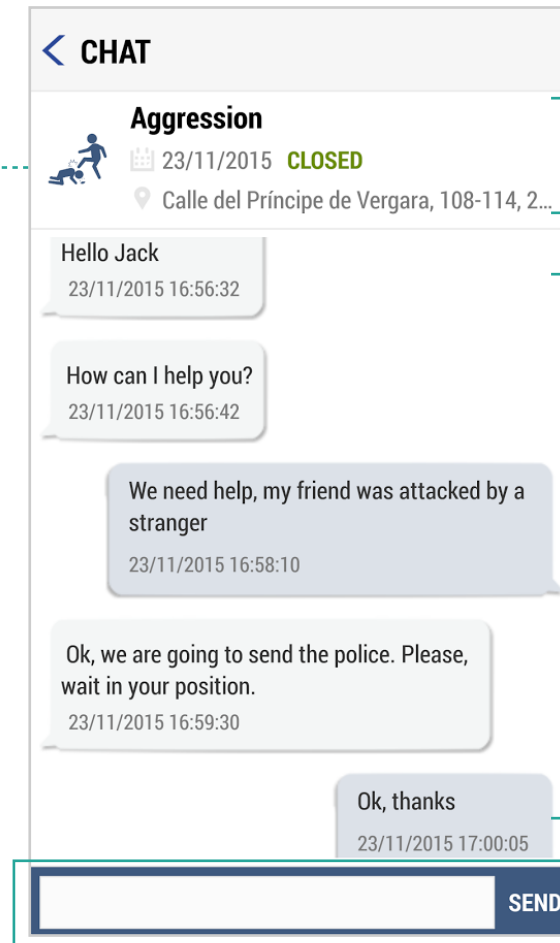 CHAT
Aggression
23/11/2015 CLOSED
Calle del Príncipe de Vergara, 108-114, 2...
Hello Jack
23/11/2015 16:56:32
How can I help you?
23/11/2015 16:56:42
We need help, my friend was attacked by a
stranger
23/11/2015 16:58:10
Ok, we are going to send the police. Please,
wait in your position.
23/11/2015 16:59:30
Ok, thanks
23/11/2015 17:00:05
SEND